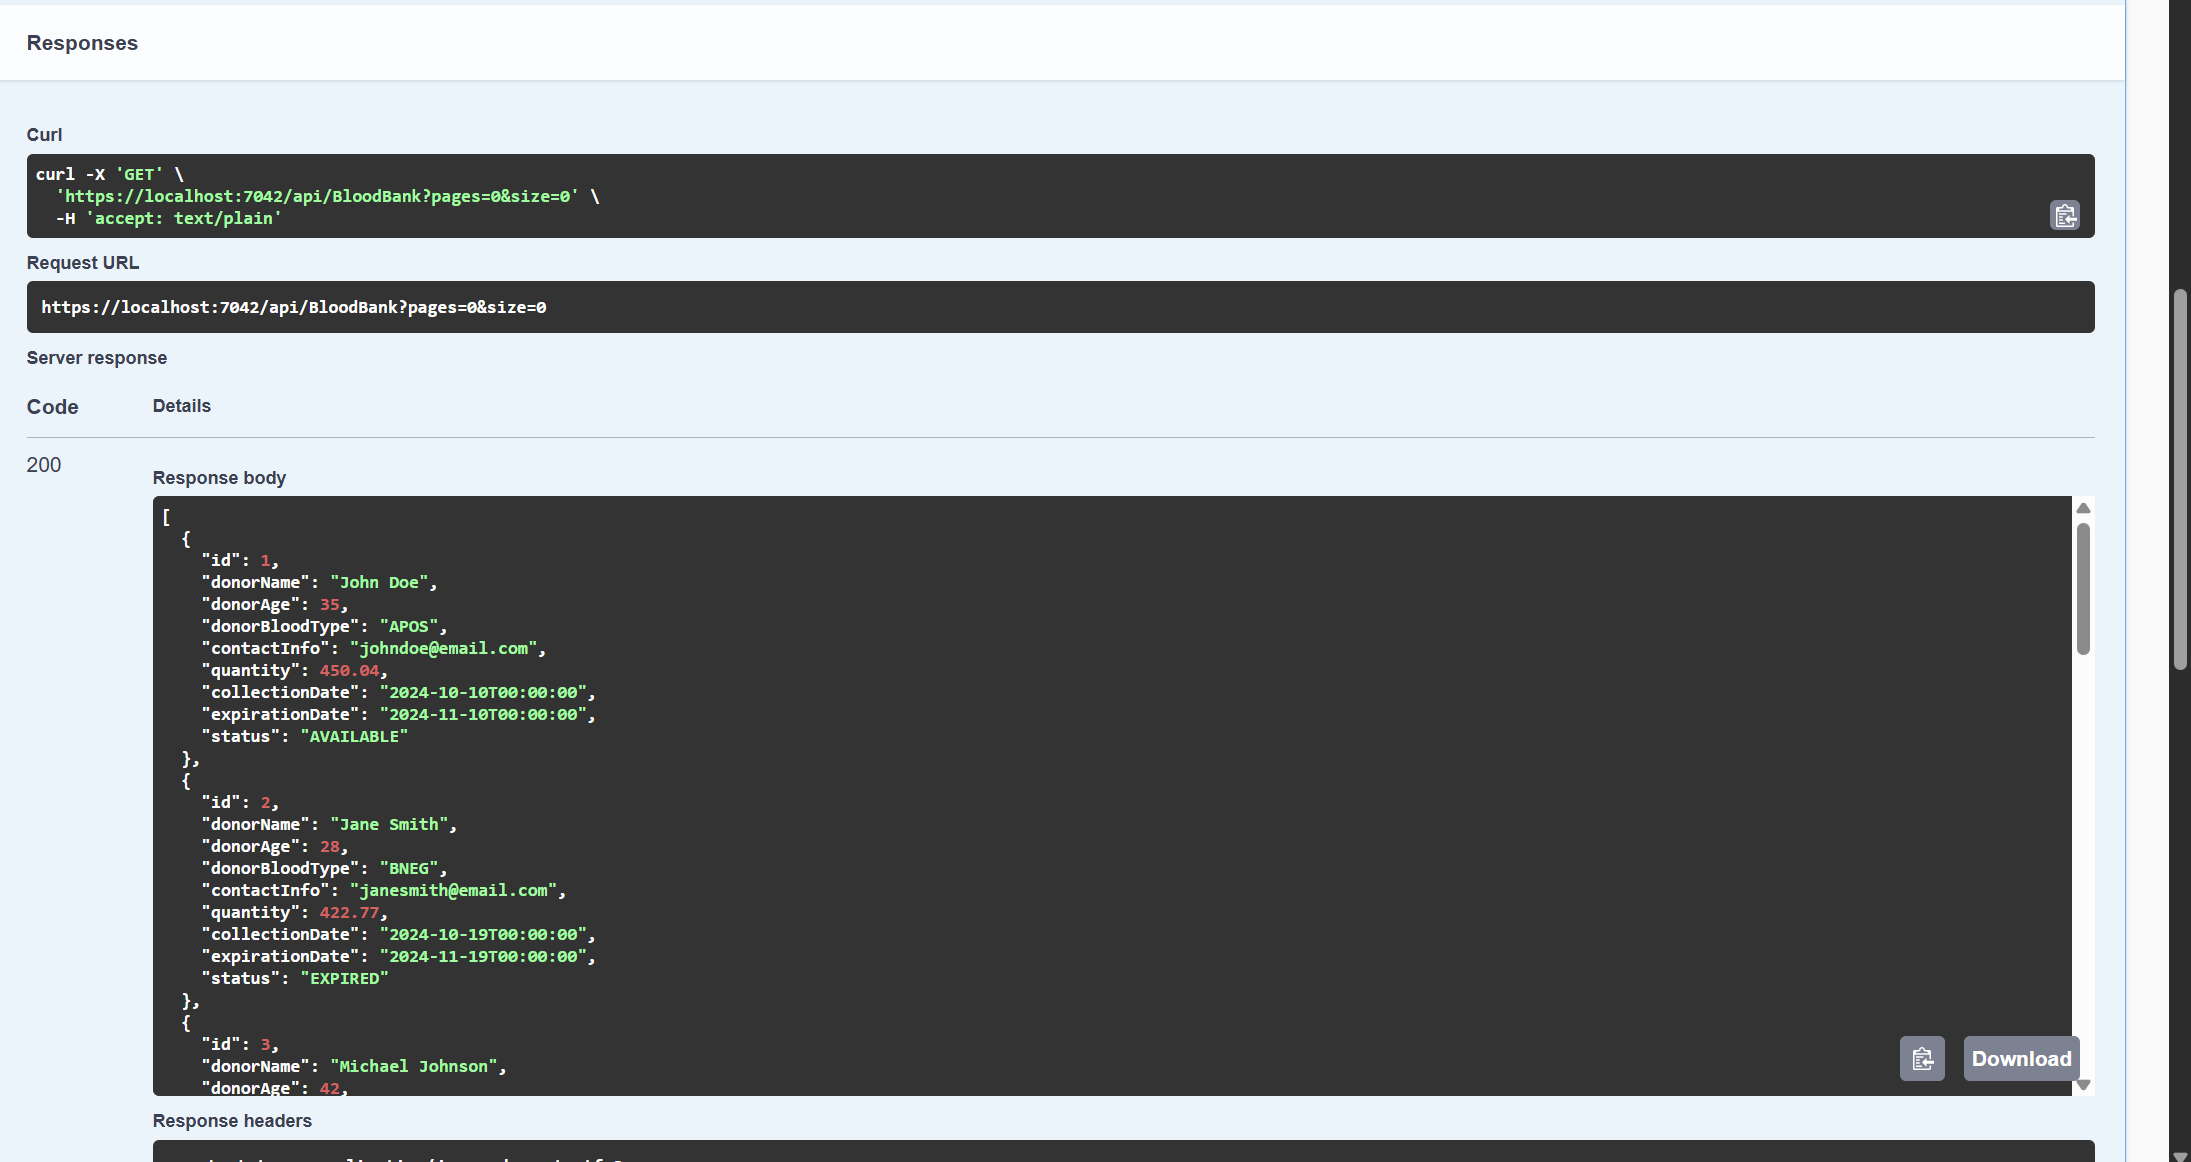 Responses
Curl
curl -X 'GET' \
  'https://localhost:7042/api/BloodBank?pages=0&size=0' \
  -H 'accept: text/plain'
Request URL
https://localhost:7042/api/BloodBank?pages=0&size=0
Server response
Code Details
200
Response body
[
  {
    "id": 1,
    "donorName": "John Doe",
    "donorAge": 35,
    "donorBloodType": "APOS",
    "contactInfo": "johndoe@email.com",
    "quantity": 450.04,
    "collectionDate": "2024-10-10T00:00:00",
    "expirationDate": "2024-11-10T00:00:00",
    "status": "AVAILABLE"
  },
  {
    "id": 2,
    "donorName": "Jane Smith",
    "donorAge": 28,
    "donorBloodType": "BNEG",
    "contactInfo": "janesmith@email.com",
    "quantity": 422.77,
    "collectionDate": "2024-10-19T00:00:00",
    "expirationDate": "2024-11-19T00:00:00",
    "status": "EXPIRED"
  },
  {
    "id": 3,
    "donorName": "Michael Johnson",
    "donorAge": 42,
Download
Response headers